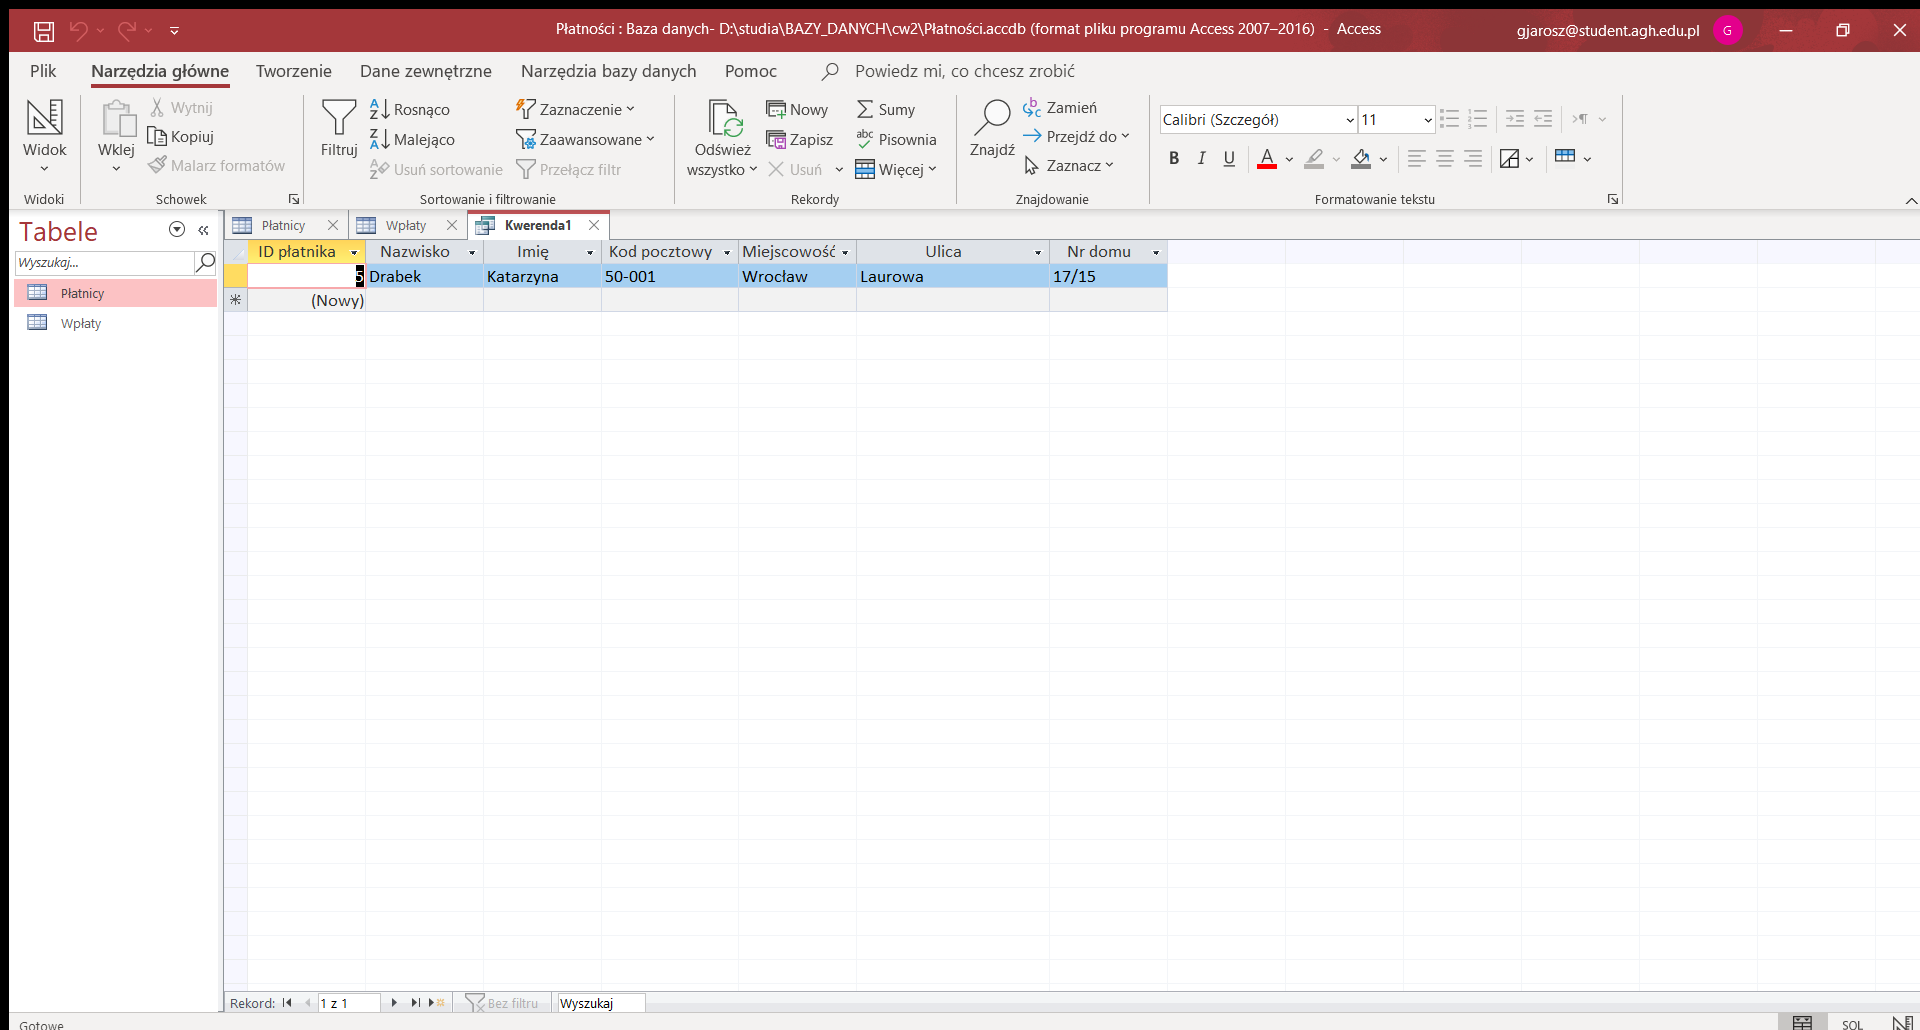 Płatności : Baza danych- D:\studia\BAZY_DANYCH\cw2\Płatności.accdb (format pliku programu Access 2007–2016) - Access
gjarosz@student.agh.edu.pl
G
Plik
Narzędzia główne
Tworzenie
Dane zewnętrzne
Narzędzia bazy danych
Pomoc
Powiedz mi, co chcesz zrobić
Widok
Widoki
Wklej
Wytnij
Kopiuj
Malarz formatów
Schowek
Filtruj
Rosnąco
Malejąco
Usuń sortowanie
Zaznaczenie
Zaawansowane
Przełącz filtr
Sortowanie i filtrowanie
Odśwież
wszystko
Nowy
Zapisz
Usuń
Sumy
Pisownia
Więcej
Rekordy
Znajdź
Zamień
Przejdź do
Zaznacz
Znajdowanie
Calibri (Szczegół)
11
B I U A
Formatowanie tekstu
Tabele
Wyszukaj...
Płatnicy
Wpłaty
Płatnicy
Wpłaty
Kwerenda1
ID płatnika Nazwisko Imię Kod pocztowy Miejscowość Ulica Nr domu
5 Drabek Katarzyna 50-001 Wrocław Laurowa 17/15
(Nowy)
Rekord: 1 z 1 Bez filtru Wyszukaj
Gotowe
SQL